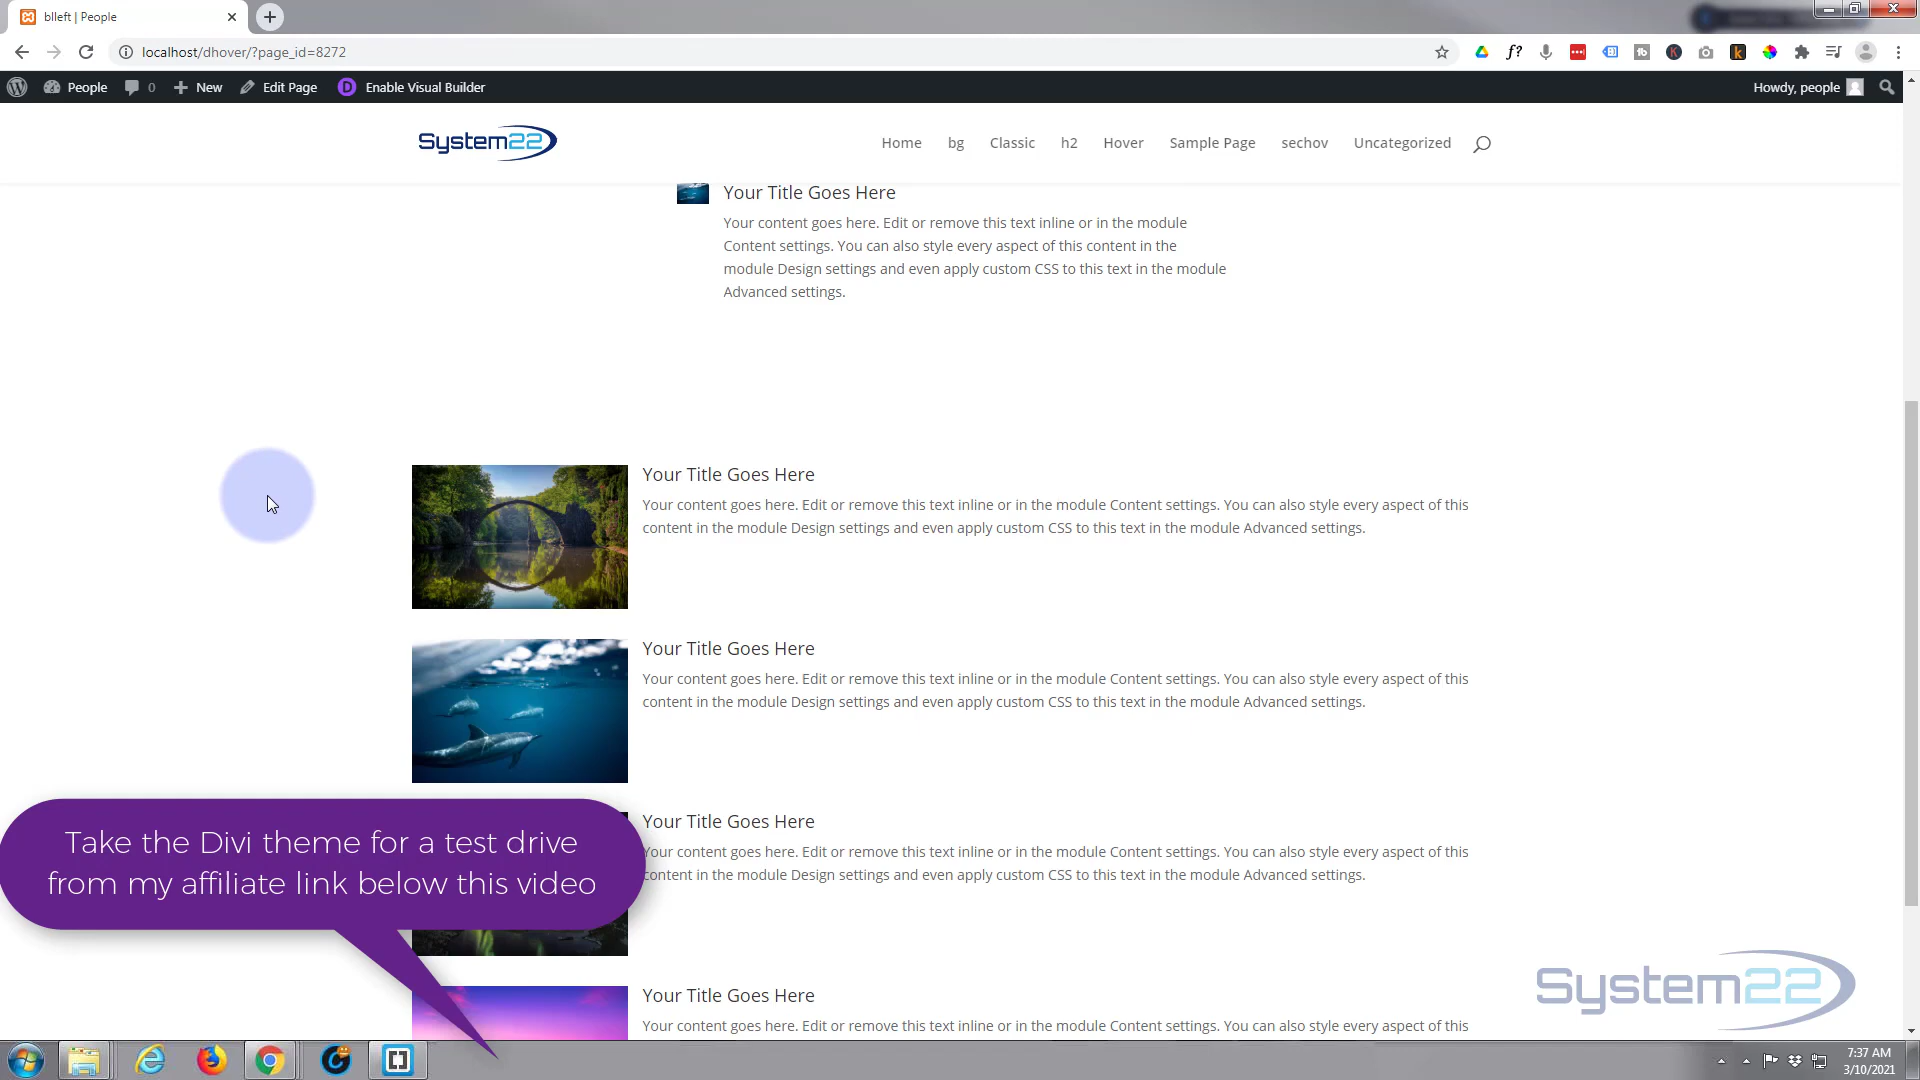 blleft | People
localhost/dhover/?page_id=8272
People
0
New
Edit Page
Enable Visual Builder
Howdy, people
System22
Home
bg
Classic
h2
Hover
Sample Page
sechov
Uncategorized
Your Title Goes Here
Your content goes here. Edit or remove this text inline or in the module
Content settings. You can also style every aspect of this content in the
module Design settings and even apply custom CSS to this text in the module
Advanced settings.
Your Title Goes Here
Your content goes here. Edit or remove this text inline or in the module Content settings. You can also style every aspect of this
content in the module Design settings and even apply custom CSS to this text in the module Advanced settings.
Your Title Goes Here
Your content goes here. Edit or remove this text inline or in the module Content settings. You can also style every aspect of this
content in the module Design settings and even apply custom CSS to this text in the module Advanced settings.
Your Title Goes Here
Your content goes here. Edit or remove this text inline or in the module Content settings. You can also style every aspect of this
content in the module Design settings and even apply custom CSS to this text in the module Advanced settings.
Take the Divi theme for a test drive
from my affiliate link below this video
Your Title Goes Here
Your content goes here. Edit or remove this text inline or in the module Content settings. You can also style every aspect of this
System22
7:37 AM
3/10/2021